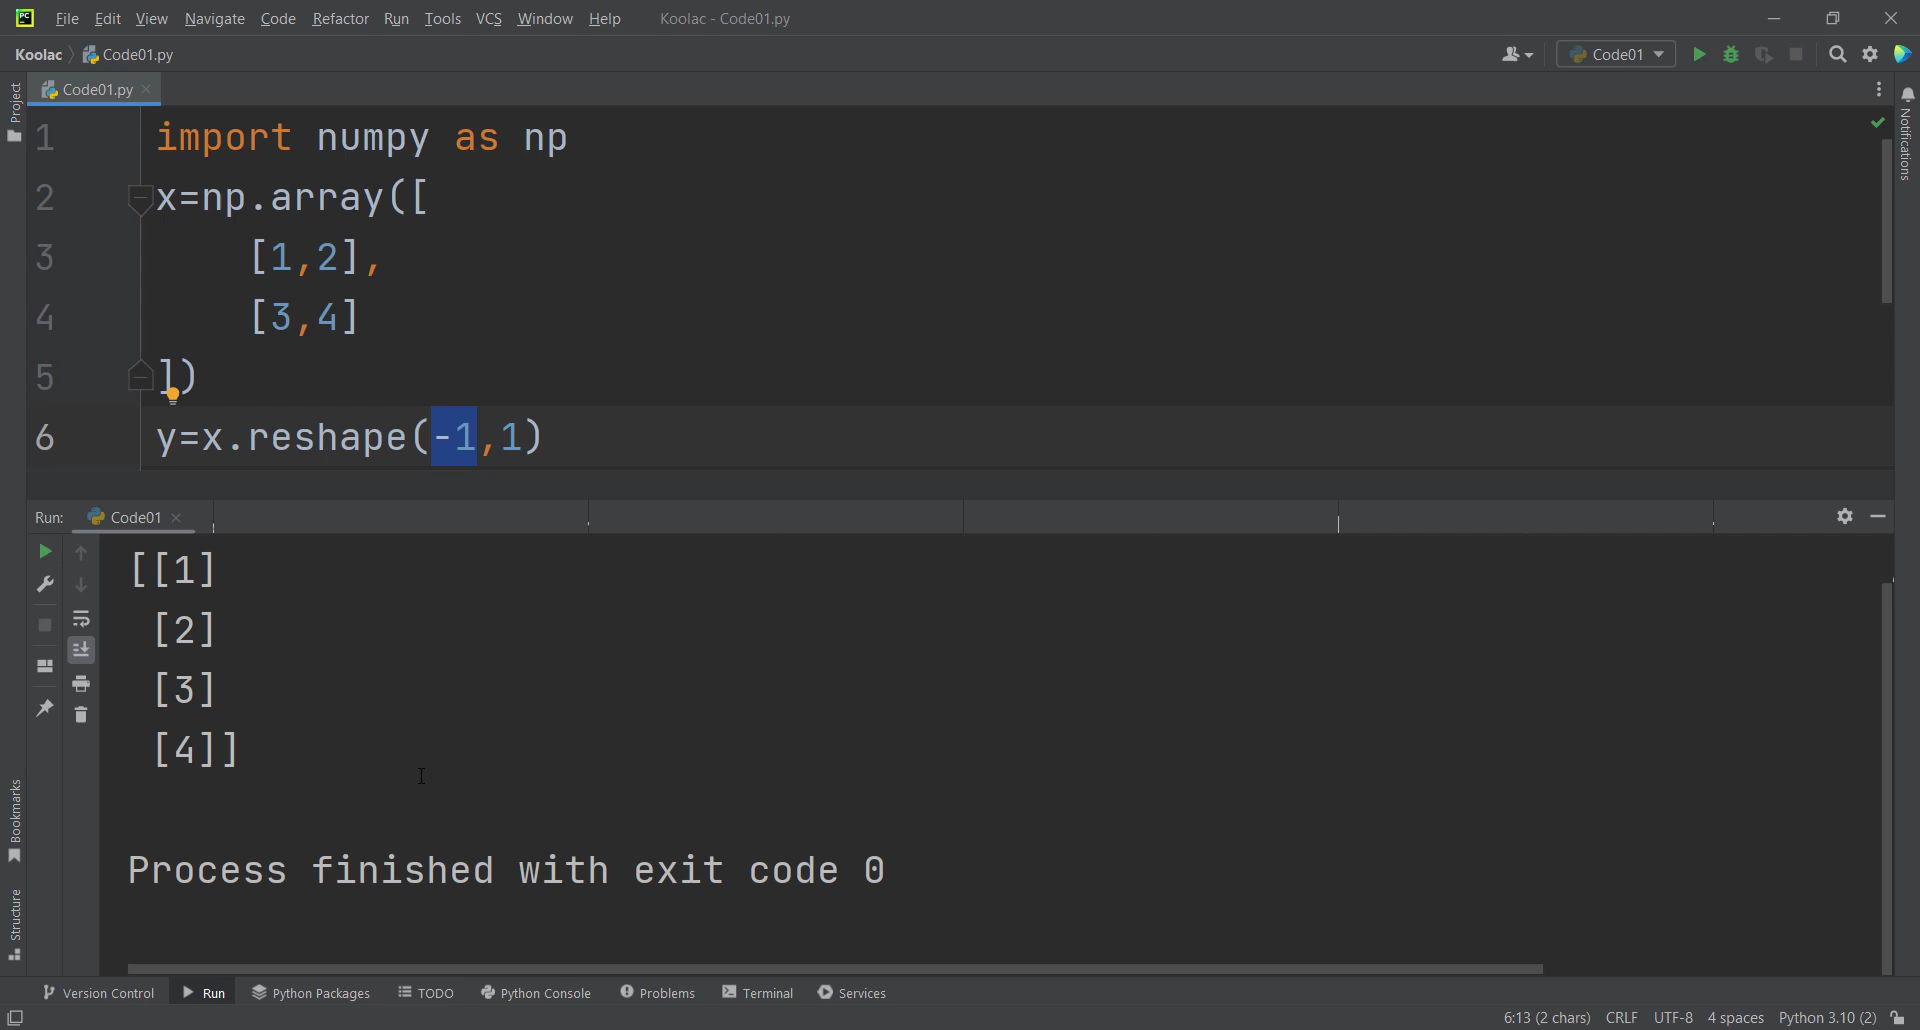 PC File Edit View Navigate Code Refactor Run Tools VCS Window Help Koolac - Code01.py
Koolac Code01.py Code01
Project
Code01.py
Notifications
1 import numpy as np
2 x=np.array([
3 [1,2],
4 [3,4]
5 ])
6 y=x.reshape(-1,1)
Run: Code01
[[1]
[2]
[3]
[4]]
Process finished with exit code 0
Bookmarks
Structure
Version Control Run Python Packages TODO Python Console Problems Terminal Services
6:13 (2 chars) CRLF UTF-8 4 spaces Python 3.10 (2)